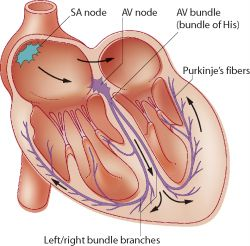 SA node
AV node
AV bundle
(bundle of His)
Purkinje's fibers
Left/right bundle branches